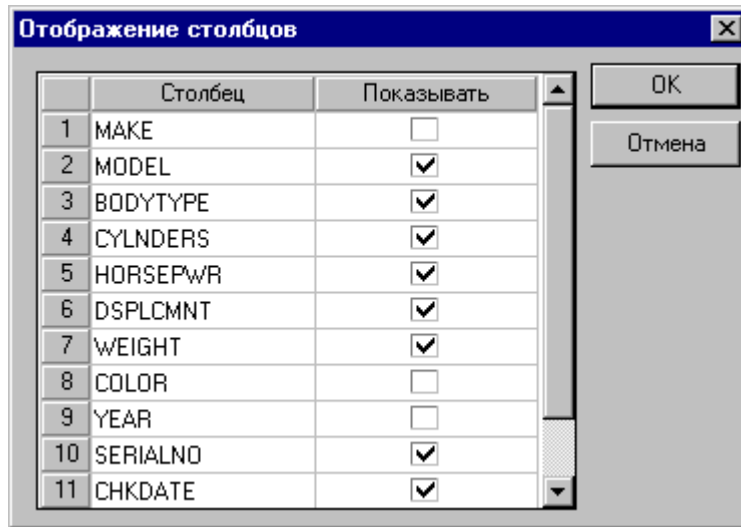 Отображение столбцов
Столбец Показывать
1 MAKE
2 MODEL
3 BODYTYPE
4 CYLNDERS
5 HORSEPWR
6 DSPLCMNT
7 WEIGHT
8 COLOR
9 YEAR
10 SERIALNO
11 CHKDATE
OK
Отмена